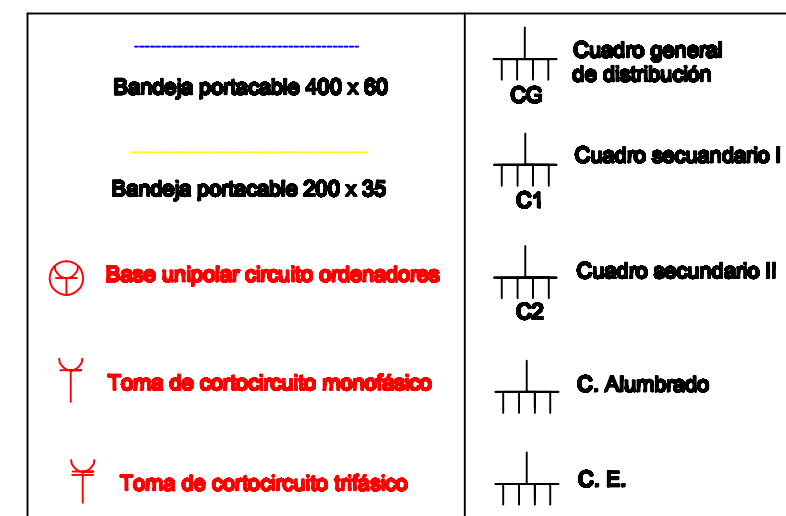 Bandeja portacable 400 x 60
Bandeja portacable 200 x 35
Base unipolar circuito ordenadores
Toma de cortocircuito monofásico
Toma de cortocircuito trifásico
Cuadro general
de distribución
CG
Cuadro secuandario I
C1
Cuadro secundario II
C2
C. Alumbrado
C. E.